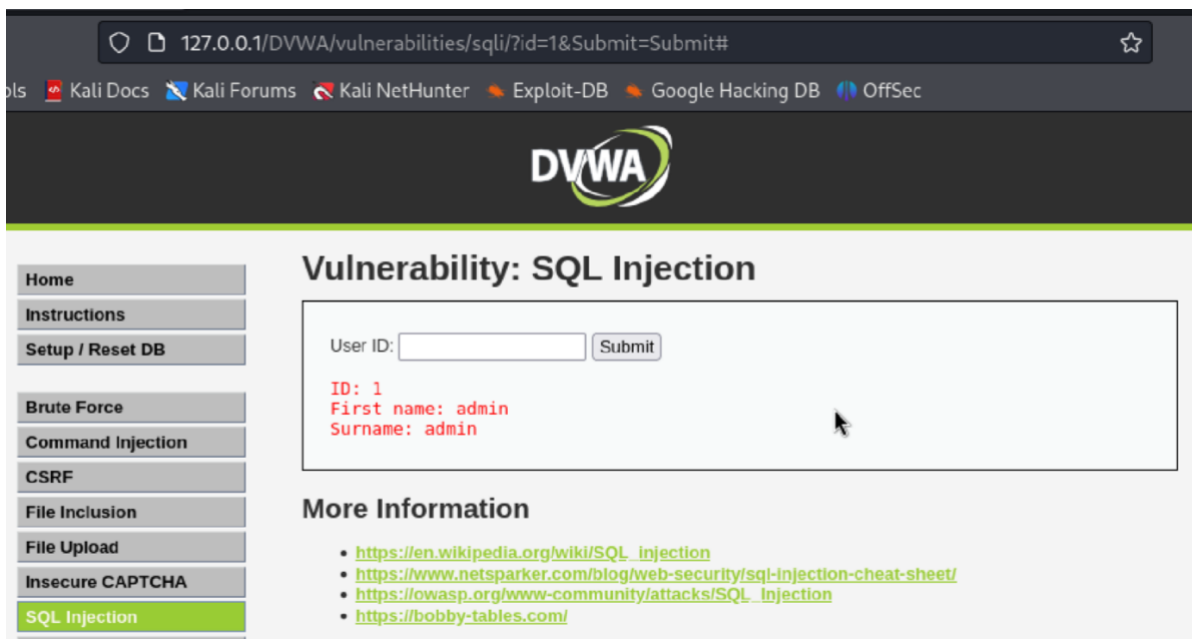 127.0.0.1/DVWA/vulnerabilities/sqli/?id=1&Submit=Submit#
ols Kali Docs Kali Forums Kali NetHunter Exploit-DB Google Hacking DB OffSec
DVWA
Home
Instructions
Setup / Reset DB
Brute Force
Command Injection
CSRF
File Inclusion
File Upload
Insecure CAPTCHA
SQL Injection
Vulnerability: SQL Injection
User ID: Submit
ID: 1
First name: admin
Surname: admin
More Information
https://en.wikipedia.org/wiki/SQL_injection
https://www.netsparker.com/blog/web-security/sql-injection-cheat-sheet/
https://owasp.org/www-community/attacks/SQL_Injection
https://bobby-tables.com/